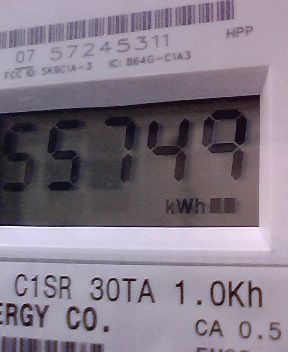 07 57245311
HPP
FCC ID: SK9C1A-3 IC: 864G-C1A3
55749
kWh
C1SR 30TA 1.0Kh
ERGY CO.
CA 0.5